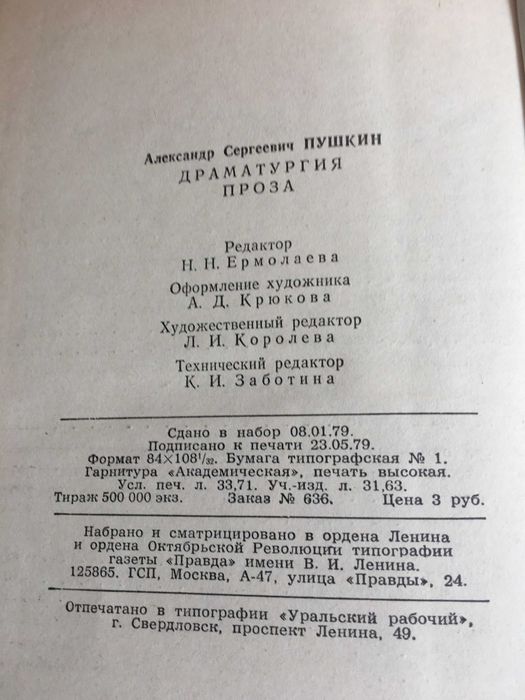 Александр Сергеевич ПУШКИН
ДРАМАТУРГИЯ
ПРОЗА
Редактор
Н. Н. Ермолаева
Оформление художника
А. Д. Крюкова
Художественный редактор
Л. И. Королева
Технический редактор
К. И. Заботина
Сдано в набор 08.01.79.
Подписано к печати 23.05.79.
Формат 84×108¹/₃₂. Бумага типографская № 1.
Гарнитура «Академическая», печать высокая.
Усл. печ. л. 33,71. Уч.-изд. л. 31,63.
Тираж 500 000 экз. Заказ № 636. Цена 3 руб.
Набрано и сматрицировано в ордена Ленина
и ордена Октябрьской Революции типографии
газеты «Правда» имени В. И. Ленина.
125865. ГСП, Москва, А-47, улица «Правды», 24.
Отпечатано в типографии «Уральский рабочий»,
г. Свердловск, проспект Ленина, 49.